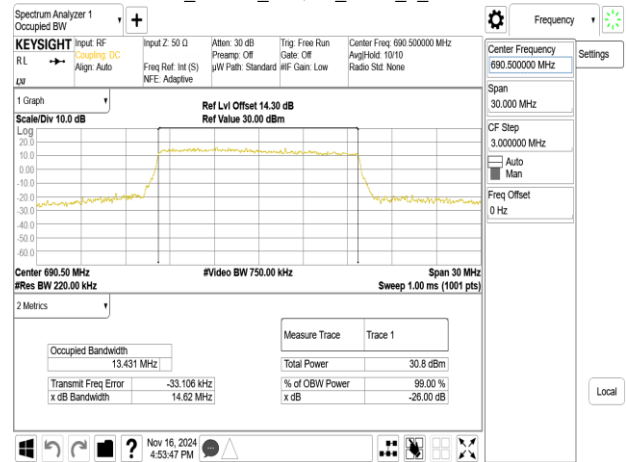 Spectrum Analyzer 1
Occupied BW
KEYSIGHT
RL
Input: RF
Coupling: DC
Align: Auto
Input Z: 50 Ω
Freq Ref: Int (S)
NFE: Adaptive
Atten: 30 dB
Preamp: Off
µW Path: Standard
Trig: Free Run
Gate: Off
#IF Gain: Low
Center Freq: 690.500000 MHz
Avg|Hold: 10/10
Radio Std: None
1 Graph
Scale/Div 10.0 dB
Ref Lvl Offset 14.30 dB
Ref Value 30.00 dBm
Log
20.0
10.0
0.00
-10.0
-20.0
-30.0
-40.0
-50.0
-60.0
Center 690.50 MHz
#Res BW 220.00 kHz
#Video BW 750.00 kHz
Span 30 MHz
Sweep 1.00 ms (1001 pts)
2 Metrics
Occupied Bandwidth
13.431 MHz
Transmit Freq Error -33.106 kHz
x dB Bandwidth 14.62 MHz
Measure Trace Trace 1
Total Power 30.8 dBm
% of OBW Power 99.00 %
x dB -26.00 dB
?
Nov 16, 2024
4:53:47 PM
Frequency
Settings
Center Frequency
690.500000 MHz
Span
30.000 MHz
CF Step
3.000000 MHz
Auto
Man
Freq Offset
0 Hz
Local